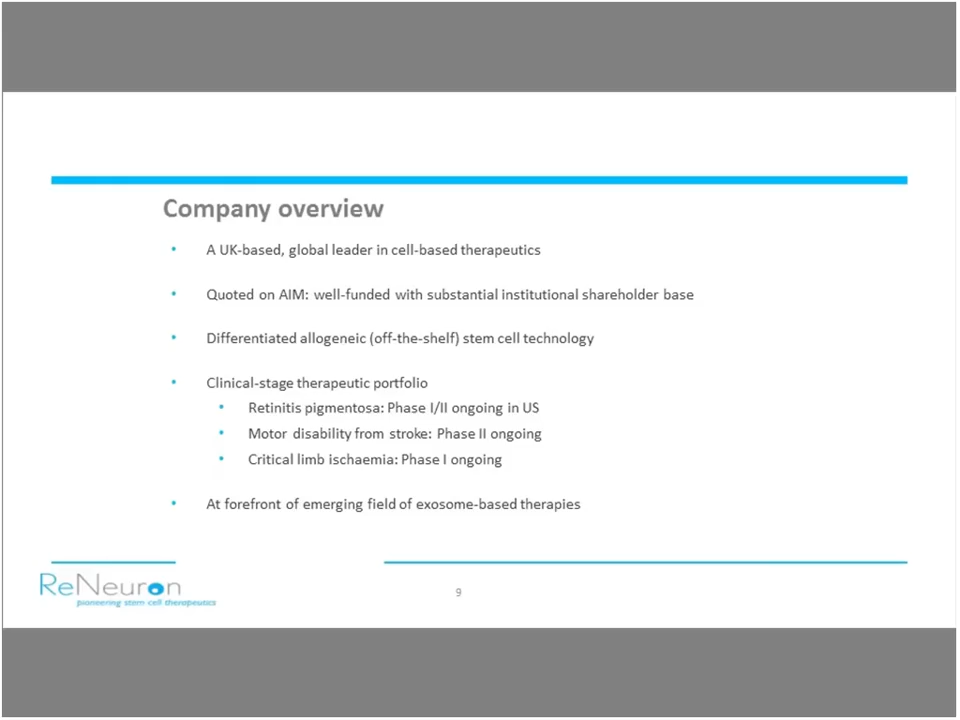 Company overview
• A UK-based, global leader in cell-based therapeutics
• Quoted on AIM: well-funded with substantial institutional shareholder base
• Differentiated allogeneic (off-the-shelf) stem cell technology
• Clinical-stage therapeutic portfolio
• Retinitis pigmentosa: Phase I/II ongoing in US
• Motor disability from stroke: Phase II ongoing
• Critical limb ischaemia: Phase I ongoing
• At forefront of emerging field of exosome-based therapies
ReNeuron
pioneering stem cell therapeutics
9